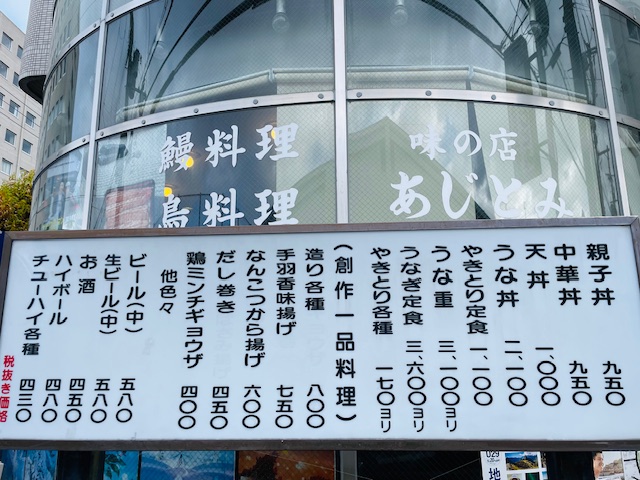 鰻料理
鳥料理
味の店
あじとみ
親子丼 九五〇
中華丼 九五〇
天丼 一、〇〇〇
うな丼 二、一〇〇
やきとり定食 一、一〇〇
うな重 三、一〇〇ヨリ
うなぎ定食 三、六〇〇ヨリ
やきとり各種 一七〇ヨリ
(創作一品料理)
造り各種 八〇〇
手羽香味揚げ 七五〇
なんこつから揚げ 六〇〇
だし巻き 四五〇
鶏ミンチギョウザ 四〇〇
他色々
ビール(中) 五八〇
生ビール(中) 五八〇
お酒 四五〇
ハイボール 四八〇
チューハイ各種 四三〇
税抜き価格
029
地